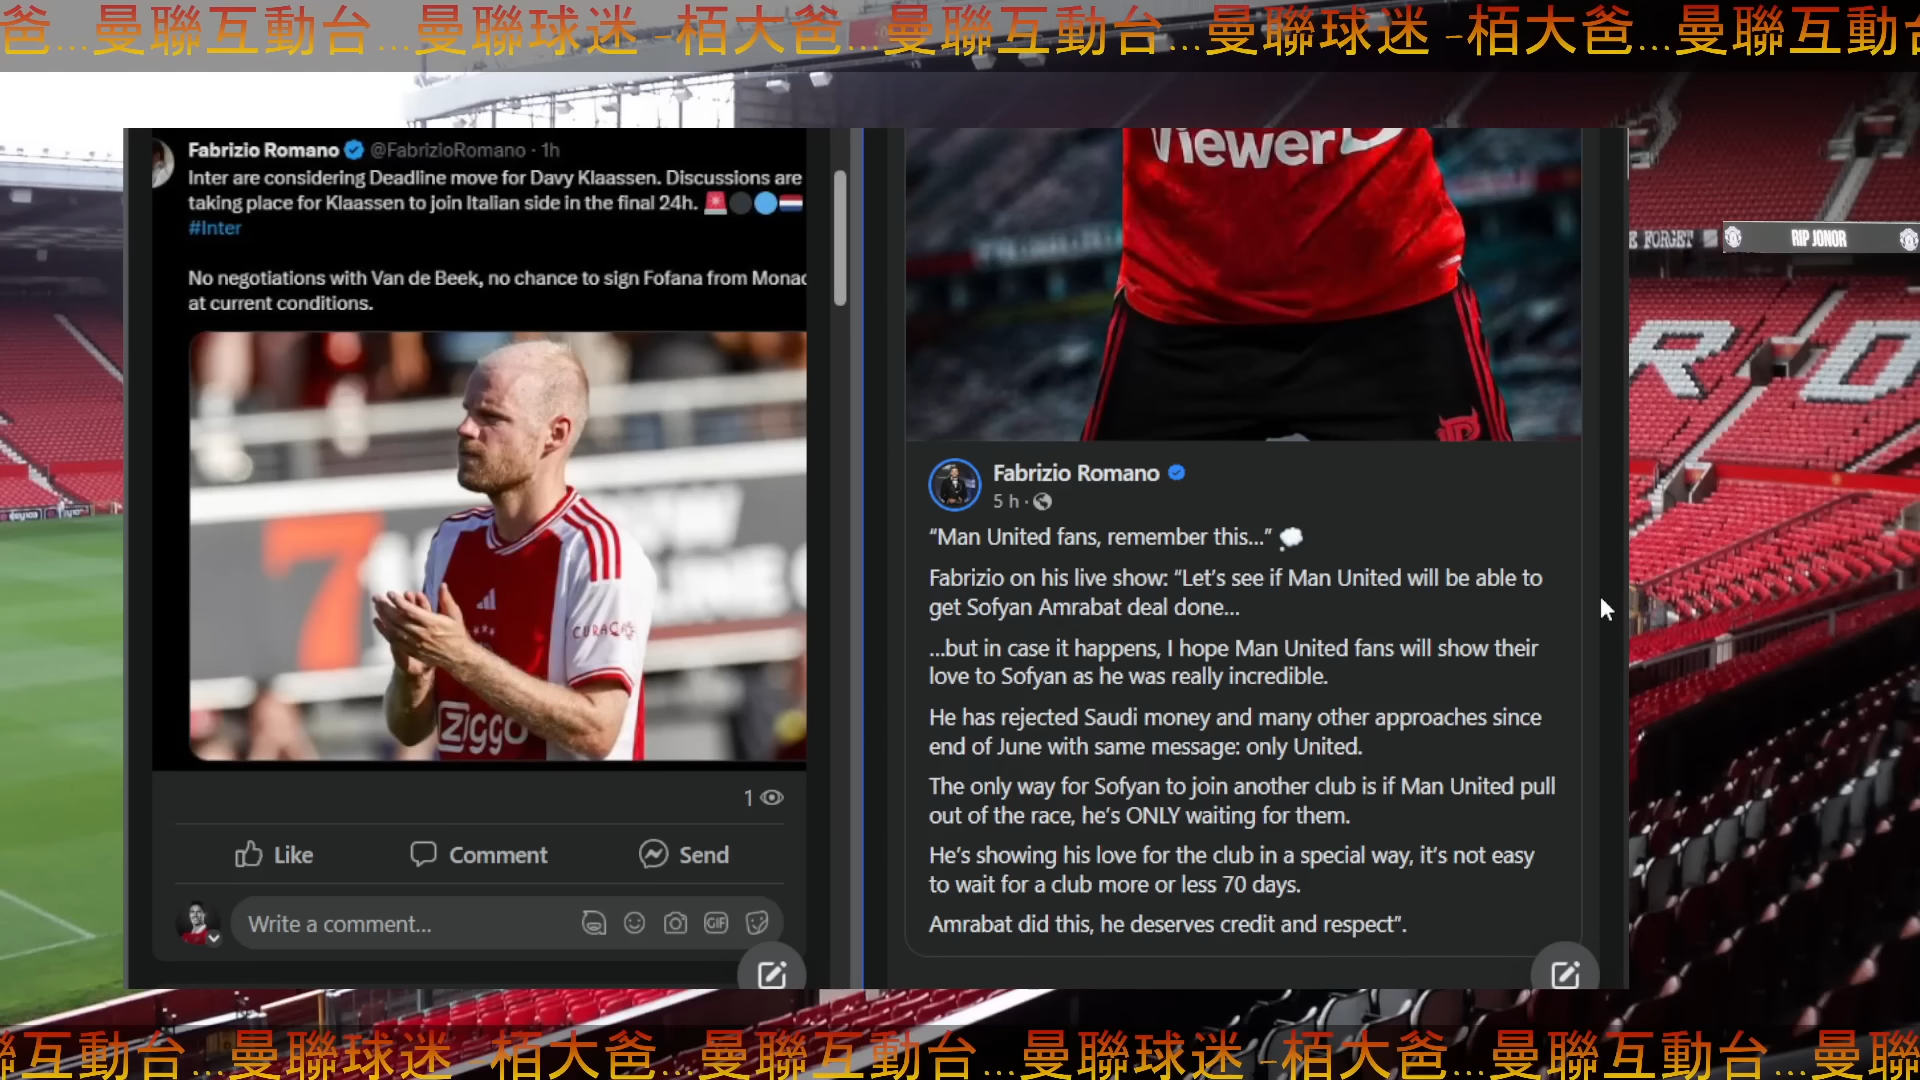 爸...曼聯互動台...曼聯球迷 -栢大爸...曼聯互動台...曼聯球迷 -栢大爸...曼聯互動台
Fabrizio Romano @FabrizioRomano · 1h
Inter are considering Deadline move for Davy Klaassen. Discussions are
taking place for Klaassen to join Italian side in the final 24h.
#Inter
No negotiations with Van de Beek, no chance to sign Fofana from Monac
at current conditions.
7
CURAÇAO
ZIGGO
1
Like Comment Send
Write a comment... GIF
TeamViewer
Fabrizio Romano
5 h ·
“Man United fans, remember this...”
Fabrizio on his live show: “Let’s see if Man United will be able to
get Sofyan Amrabat deal done...
...but in case it happens, I hope Man United fans will show their
love to Sofyan as he was really incredible.
He has rejected Saudi money and many other approaches since
end of June with same message: only United.
The only way for Sofyan to join another club is if Man United pull
out of the race, he’s ONLY waiting for them.
He’s showing his love for the club in a special way, it’s not easy
to wait for a club more or less 70 days.
Amrabat did this, he deserves credit and respect”.
FORGET
RIP JONOR
R D
互動台...曼聯球迷 -栢大爸...曼聯互動台...曼聯球迷 -栢大爸...曼聯互動台...曼聯